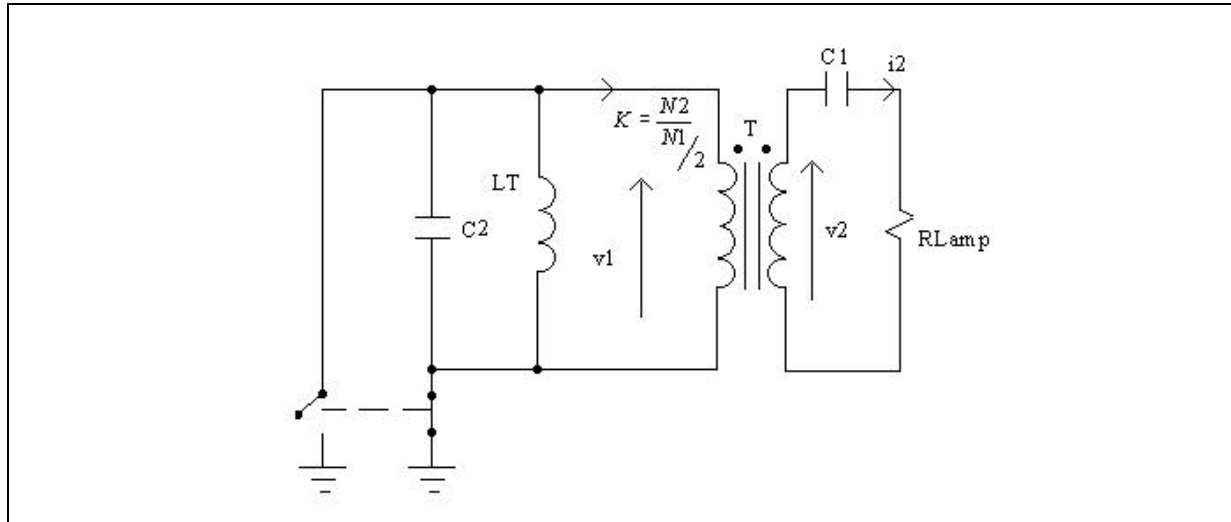 C1
i2
K = N2
N1/2
T
LT
C2
v1
v2
RLamp